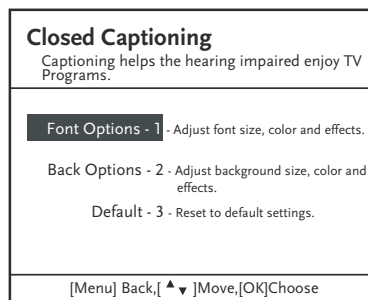 Closed Captioning
Captioning helps the hearing impaired enjoy TV
Programs.
Font Options - 1 - Adjust font size, color and effects.
Back Options - 2 - Adjust background size, color and
effects.
Default - 3 - Reset to default settings.
[Menu] Back,[ ▲▼ ]Move,[OK]Choose